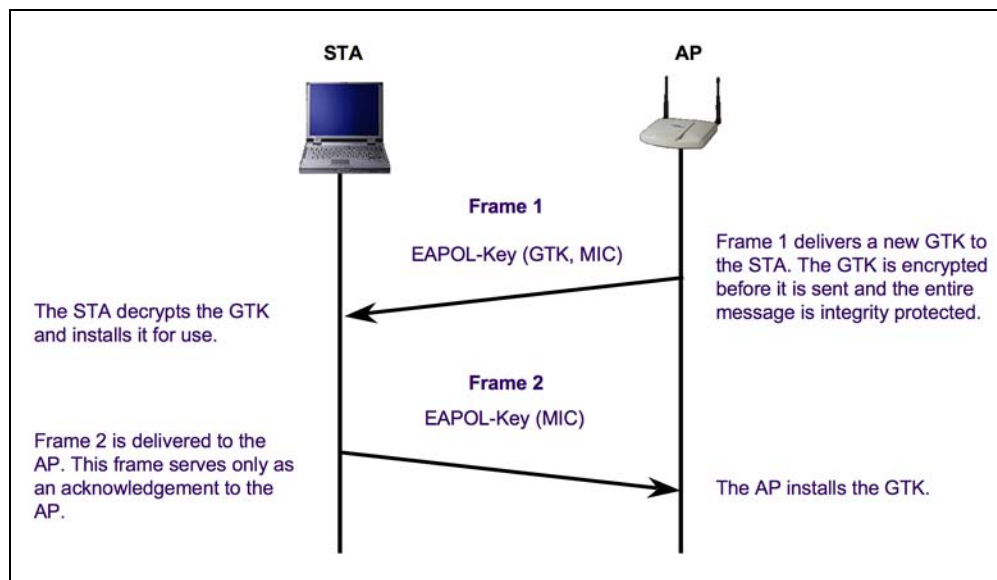 STA
AP
Frame 1
EAPOL-Key (GTK, MIC)
Frame 1 delivers a new GTK to
the STA. The GTK is encrypted
before it is sent and the entire
message is integrity protected.
The STA decrypts the GTK
and installs it for use.
Frame 2
EAPOL-Key (MIC)
Frame 2 is delivered to the
AP. This frame serves only as
an acknowledgement to the
AP.
The AP installs the GTK.